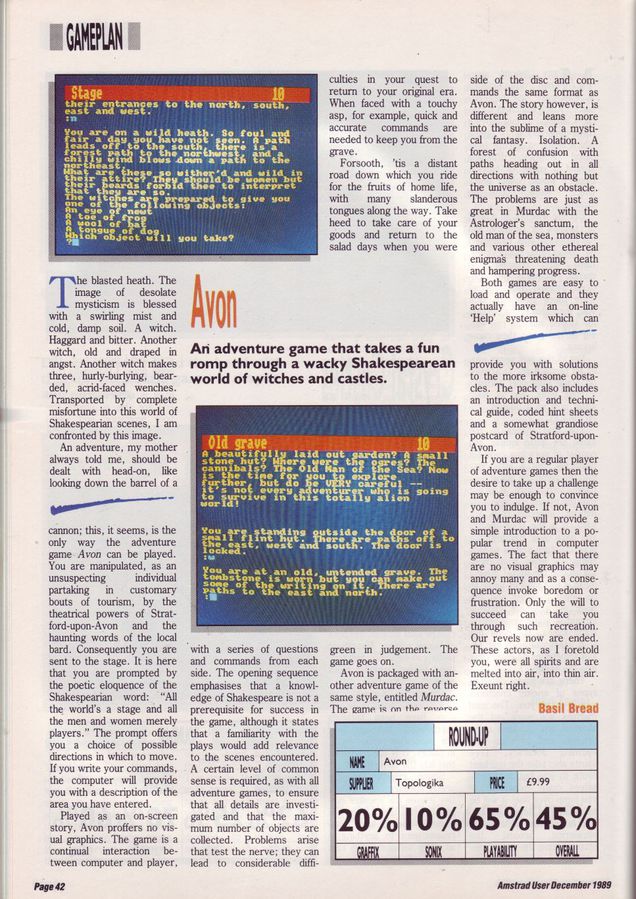 GAMEPLAN
Stage 10
their entrances to the north, south,
east and west.
:n
You are on a wild heath. So foul and
fair a day you have not seen. A path
leads off to the south, there is a
forest path to the northwest, and a
chilly wind blows down a path to the
northeast.
What are these, so wither'd and wild in
their attire? They should be women but
their beards forbid thee to interpret
that they are so.
The witches are prepared to give you
one of the following objects:
An eye of newt
A toe of frog
A wool of bat
A tongue of dog
Which object will you take?
Avon
An adventure game that takes a fun
romp through a wacky Shakespearean
world of witches and castles.
The blasted heath. The
image of desolate
mysticism is blessed
with a swirling mist and
cold, damp soil. A witch.
Haggard and bitter. Another
witch, old and draped in
angst. Another witch makes
three, hurly-burlying, bear-
ded, acrid-faced wenches.
Transported by complete
misfortune into this world of
Shakespearian scenes, I am
confronted by this image.
An adventure, my mother
always told me, should be
dealt with head-on, like
looking down the barrel of a
cannon; this, it seems, is the
only way the adventure
game Avon can be played.
You are manipulated, as an
unsuspecting individual
partaking in customary
bouts of tourism, by the
theatrical powers of Strat-
ford-upon-Avon and the
haunting words of the local
bard. Consequently you are
sent to the stage. It is here
that you are prompted by
the poetic eloquence of the
Shakespearian word: “All
the world's a stage and all
the men and women merely
players.” The prompt offers
you a choice of possible
directions in which to move.
If you write your commands,
the computer will provide
you with a description of the
area you have entered.
Played as an on-screen
story, Avon proffers no vis-
ual graphics. The game is a
continual interaction be-
tween computer and player,
Old grave 10
A beautifully laid out garden? A small
stone hut? Where were the ogres? The
cannibals? The Old Man of the Sea? Now
is the time for you to explore
further, but do be VERY careful --
it's not every adventurer who is going
to survive in this totally alien
world!
You are standing outside the door of a
small flint hut. There are paths off to
the east, west and south. The door is
locked.
:w
You are at an old, untended grave. The
tombstone is worn but you can make out
some of the writing on it. There are
paths to the east and north.
with a series of questions
and commands from each
side. The opening sequence
emphasises that a knowl-
edge of Shakespeare is not a
prerequisite for success in
the game, although it states
that a familiarity with the
plays would add relevance
to the scenes encountered.
A certain level of common
sense is required, as with all
adventure games, to ensure
that all details are investi-
gated and that the maxi-
mum number of objects are
collected. Problems arise
that test the nerve; they can
lead to considerable diffi-
culties in your quest to
return to your original era.
When faced with a touchy
asp, for example, quick and
accurate commands are
needed to keep you from the
grave.
Forsooth, 'tis a distant
road down which you ride
for the fruits of home life,
with many slanderous
tongues along the way. Take
heed to take care of your
goods and return to the
salad days when you were
green in judgement. The
game goes on.
Avon is packaged with an-
other adventure game of the
same style, entitled Murdac.
The game is on the reverse
side of the disc and com-
mands the same format as
Avon. The story however, is
different and leans more
into the sublime of a mysti-
cal fantasy. Isolation. A
forest of confusion with
paths heading out in all
directions with nothing but
the universe as an obstacle.
The problems are just as
great in Murdac with the
Astrologer's sanctum, the
old man of the sea, monsters
and various other ethereal
enigmas threatening death
and hampering progress.
Both games are easy to
load and operate and they
actually have an on-line
‘Help’ system which can
provide you with solutions
to the more irksome obsta-
cles. The pack also includes
an introduction and techni-
cal guide, coded hint sheets
and a somewhat grandiose
postcard of Stratford-upon-
Avon.
If you are a regular player
of adventure games then the
desire to take up a challenge
may be enough to convince
you to indulge. If not, Avon
and Murdac will provide a
simple introduction to a po-
pular trend in computer
games. The fact that there
are no visual graphics may
annoy many and as a conse-
quence invoke boredom or
frustration. Only the will to
succeed can take you
through such recreation.
Our revels now are ended.
These actors, as I foretold
you, were all spirits and are
melted into air, into thin air.
Exeunt right.
Basil Bread
ROUND-UP
NAME Avon
SUPPLIER Topologika PRICE £9.99
20% 10% 65% 45%
GRAFFIX SONIX PLAYABILITY OVERALL
Page 42
Amstrad User December 1989